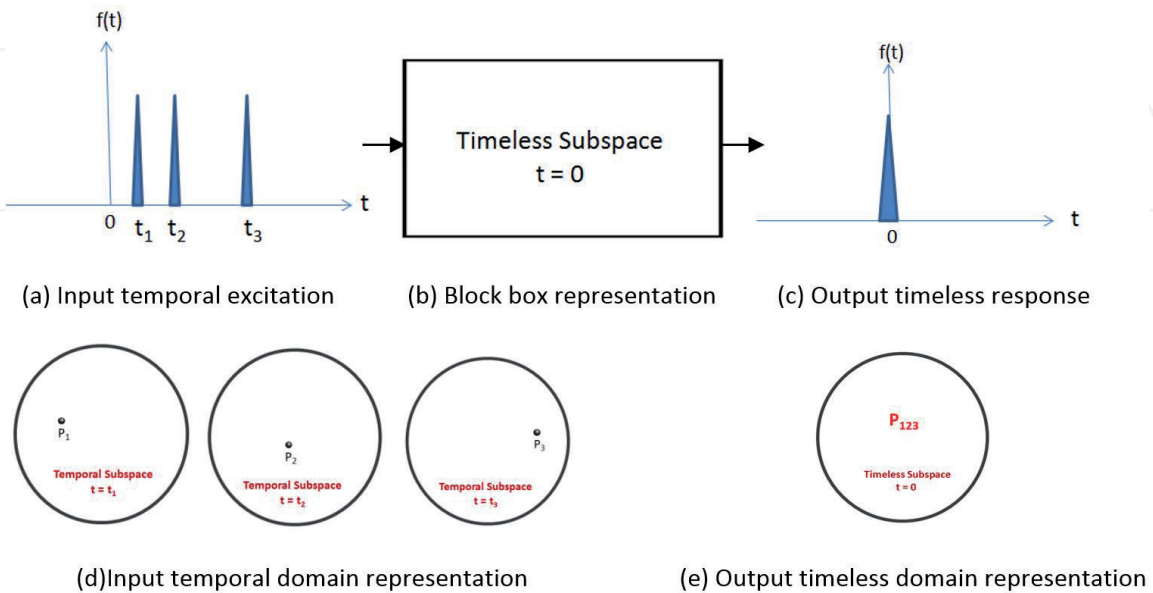 f(t)
0
t₁
t₂
t₃
t
(a) Input temporal excitation
Timeless Subspace
t = 0
(b) Block box representation
f(t)
0
t
(c) Output timeless response
P₁
Temporal Subspace
t = t₁
P₂
Temporal Subspace
t = t₂
P₃
Temporal Subspace
t = t₃
(d)Input temporal domain representation
P₁₂₃
Timeless Subspace
t = 0
(e) Output timeless domain representation